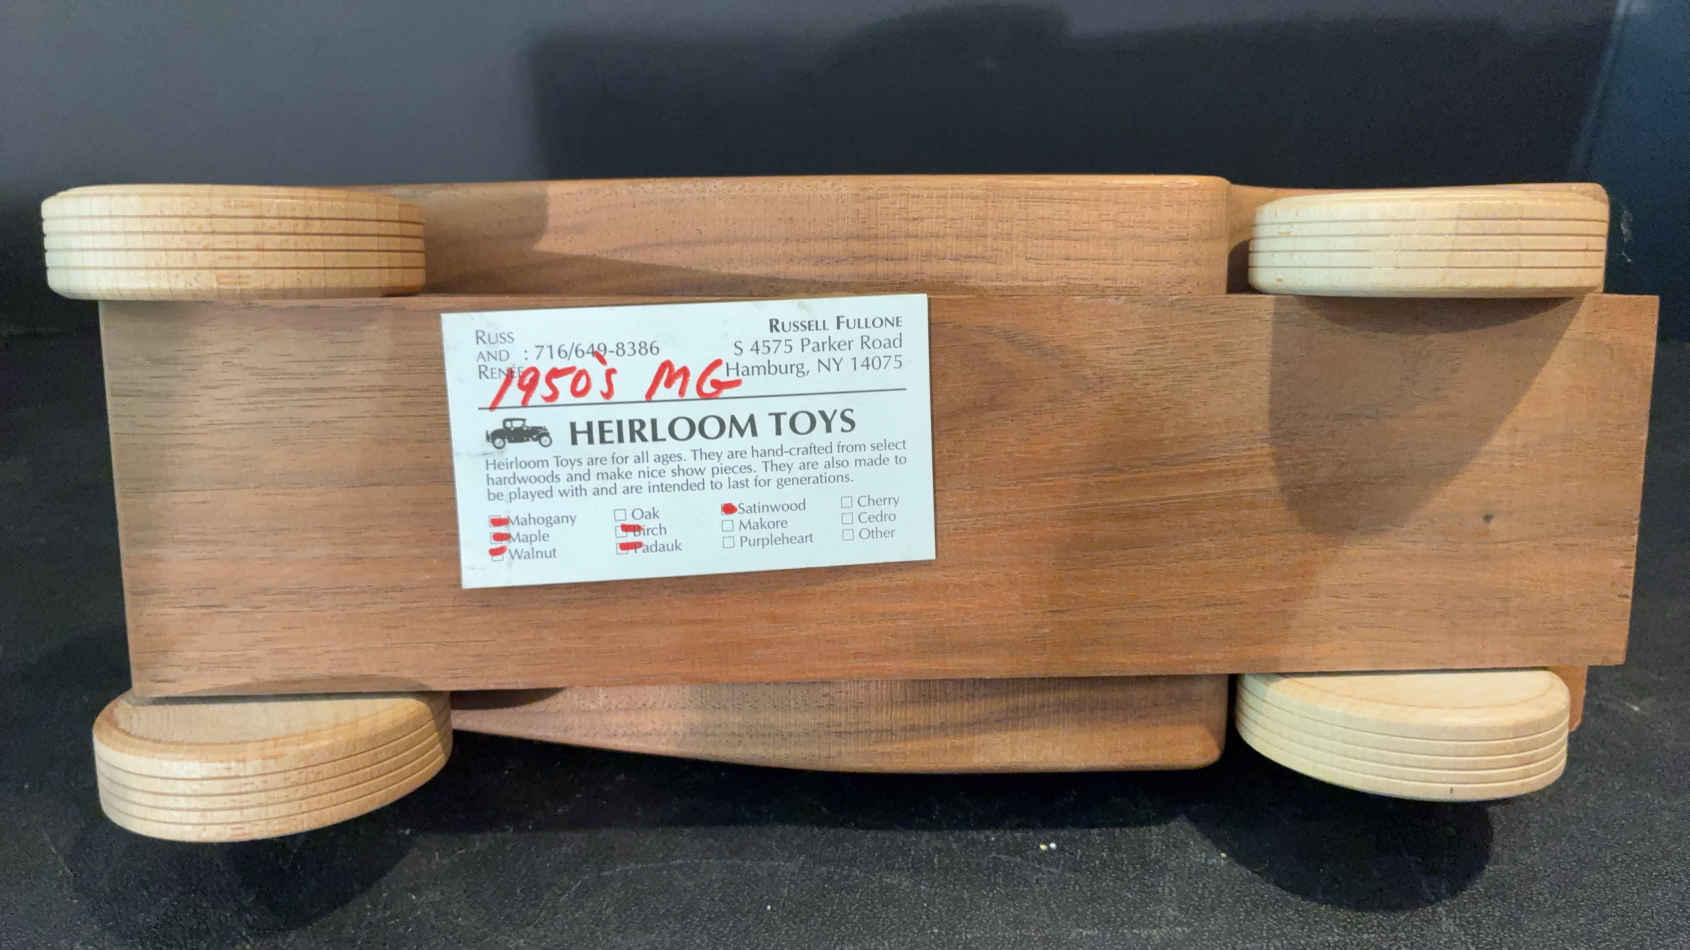 RUSS
AND : 716/649-8386
RENÉE
RUSSELL FULLONE
S 4575 Parker Road
Hamburg, NY 14075
1950's MG
HEIRLOOM TOYS
Heirloom Toys are for all ages. They are hand-crafted from select
hardwoods and make nice show pieces. They are also made to
be played with and are intended to last for generations.
Mahogany
Maple
Walnut
Oak
Birch
Padauk
Satinwood
Makore
Purpleheart
Cherry
Cedro
Other